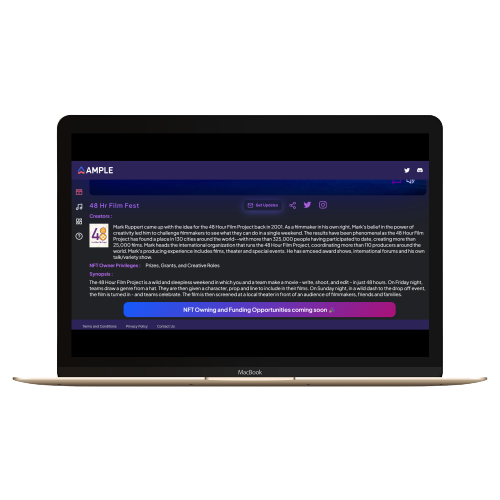 AMPLE
48 Hr Film Fest
Get Updates
Creators :
48
Mark Ruppert came up with the idea for the 48 Hour Film Project back in 2001. As a filmmaker in his own right, Mark's belief in the power of
creativity led him to challenge filmmakers to see what they can do in a single weekend. The results have been phenomenal as the 48 Hour Film
Project has found a place in 130 cities around the world—with more than 325,000 people having participated to date, creating more than
25,000 films. Mark heads the international organization that runs the 48 Hour Film Project, coordinating more than 110 producers around the
world. Mark's producing experience includes films, theater and special events. He has emceed award shows, international forums and his own
talk/variety show.
NFT Owner Privileges : Prizes, Grants, and Creative Roles
Synopsis :
The 48 Hour Film Project is a wild and sleepless weekend in which you and a team make a movie - write, shoot, and edit - in just 48 hours. On Friday night,
teams draw a genre from a hat. They are then given a character, prop and line to include in their films. On Sunday night, in a wild dash to the drop off event,
the film is turned in - and teams celebrate. The film is then screened at a local theater in front of an audience of filmmakers, friends and families.
NFT Owning and Funding Opportunities coming soon
Terms and Conditions Privacy Policy Contact Us
MacBook